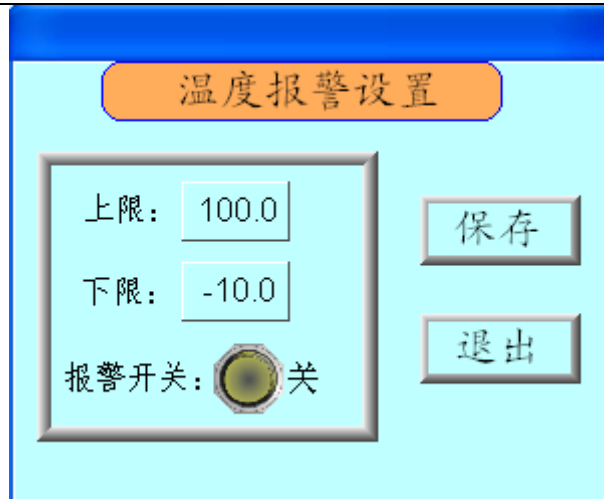 温度报警设置
上限： 100.0
下限： -10.0
报警开关： 关
保存
退出